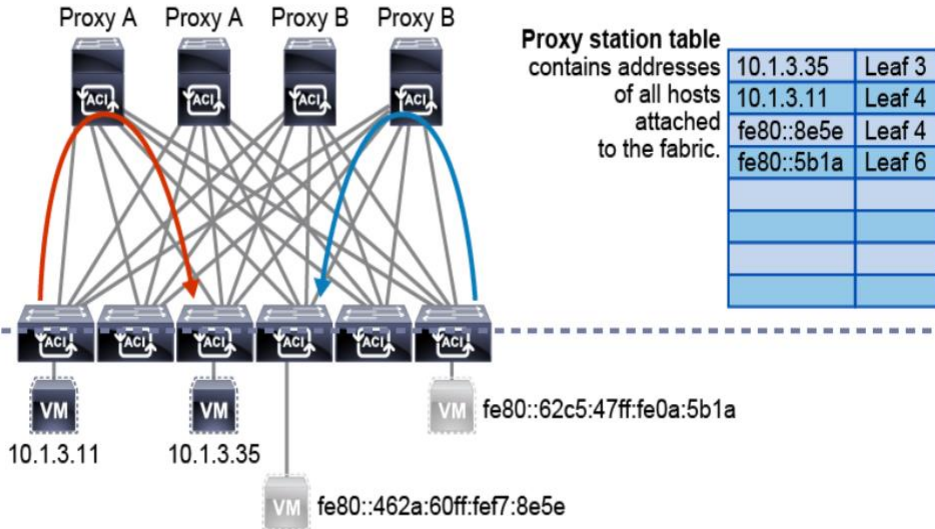 Proxy A
Proxy A
Proxy B
Proxy B
Proxy station table
contains addresses
of all hosts
attached
to the fabric.
10.1.3.35 Leaf 3
10.1.3.11 Leaf 4
fe80::8e5e Leaf 4
fe80::5b1a Leaf 6
ACI
ACI
ACI
ACI
ACI
ACI
ACI
ACI
ACI
ACI
VM
10.1.3.11
VM
10.1.3.35
VM
fe80::62c5:47ff:fe0a:5b1a
VM
fe80::462a:60ff:fef7:8e5e